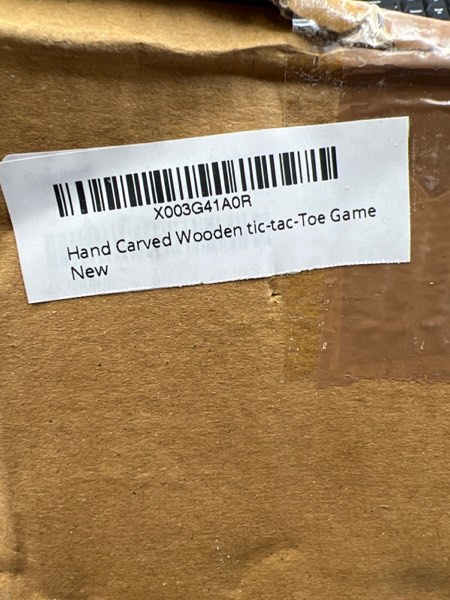 X003G41A0R
Hand Carved Wooden tic-tac-Toe Game
New